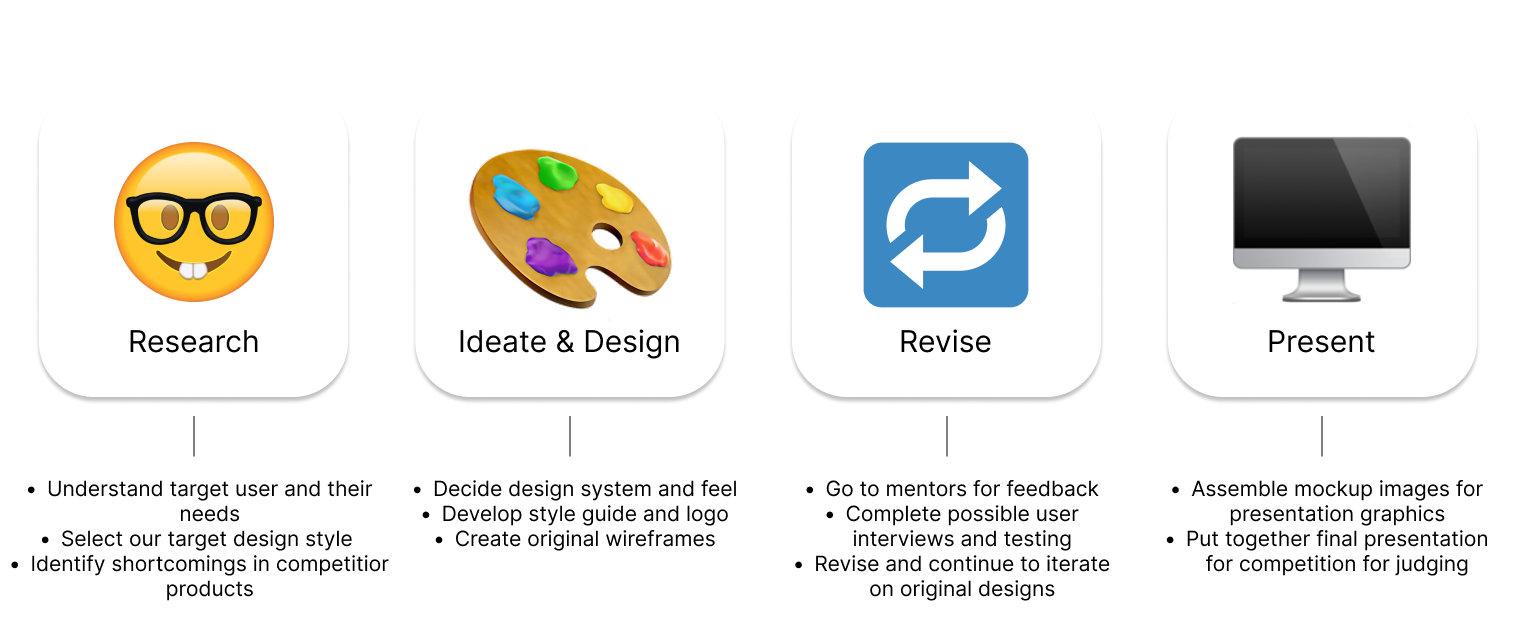 Research
Ideate & Design
Revise
Present
• Understand target user and their
needs
• Select our target design style
• Identify shortcomings in competitior
products
• Decide design system and feel
• Develop style guide and logo
• Create original wireframes
• Go to mentors for feedback
• Complete possible user
interviews and testing
• Revise and continue to iterate
on original designs
• Assemble mockup images for
presentation graphics
• Put together final presentation
for competition for judging